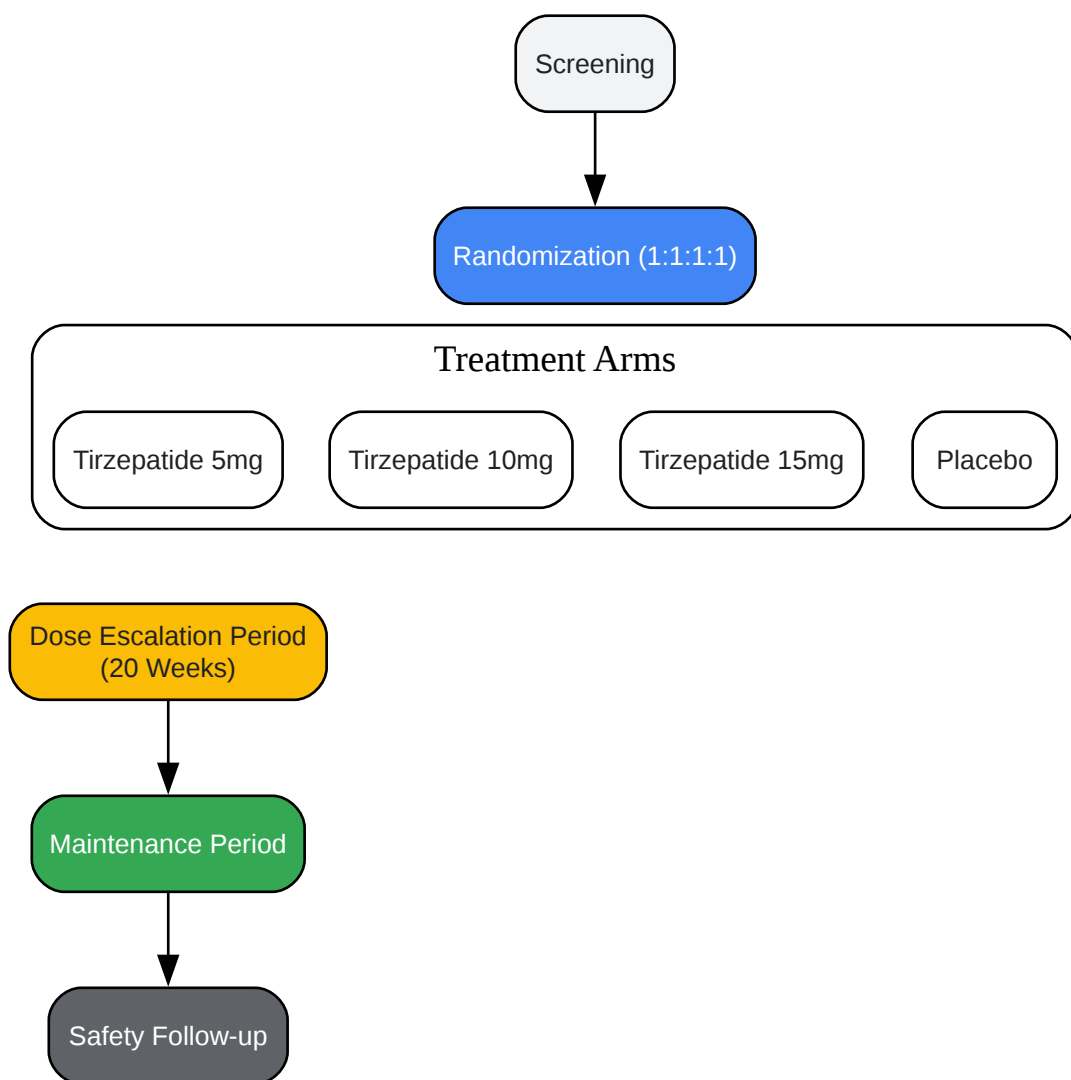 Screening
Randomization (1:1:1:1)
Treatment Arms
Tirzepatide 5mg
Tirzepatide 10mg
Tirzepatide 15mg
Placebo
Dose Escalation Period
(20 Weeks)
Maintenance Period
Safety Follow-up